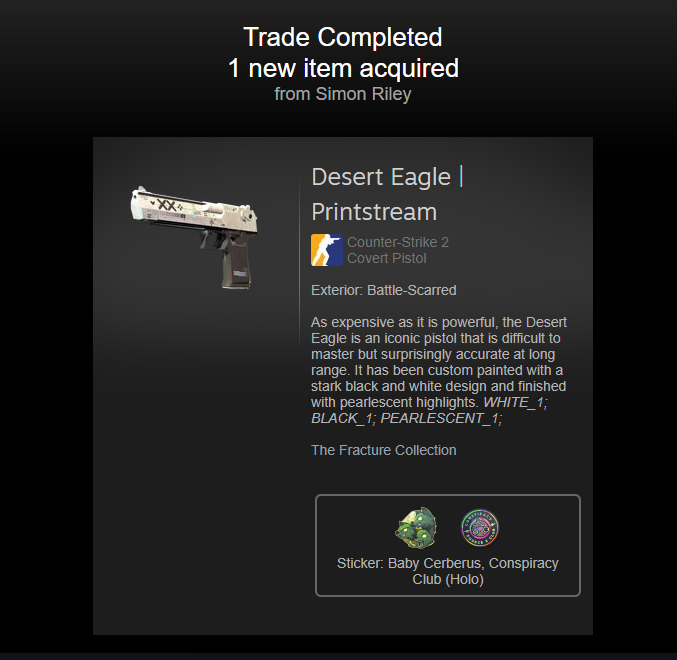 Trade Completed
1 new item acquired
from Simon Riley
Desert Eagle |
Printstream
Counter-Strike 2
Covert Pistol
Exterior: Battle-Scarred
As expensive as it is powerful, the Desert
Eagle is an iconic pistol that is difficult to
master but surprisingly accurate at long
range. It has been custom painted with a
stark black and white design and finished
with pearlescent highlights. WHITE_1;
BLACK_1; PEARLESCENT_1;
The Fracture Collection
Sticker: Baby Cerberus, Conspiracy
Club (Holo)